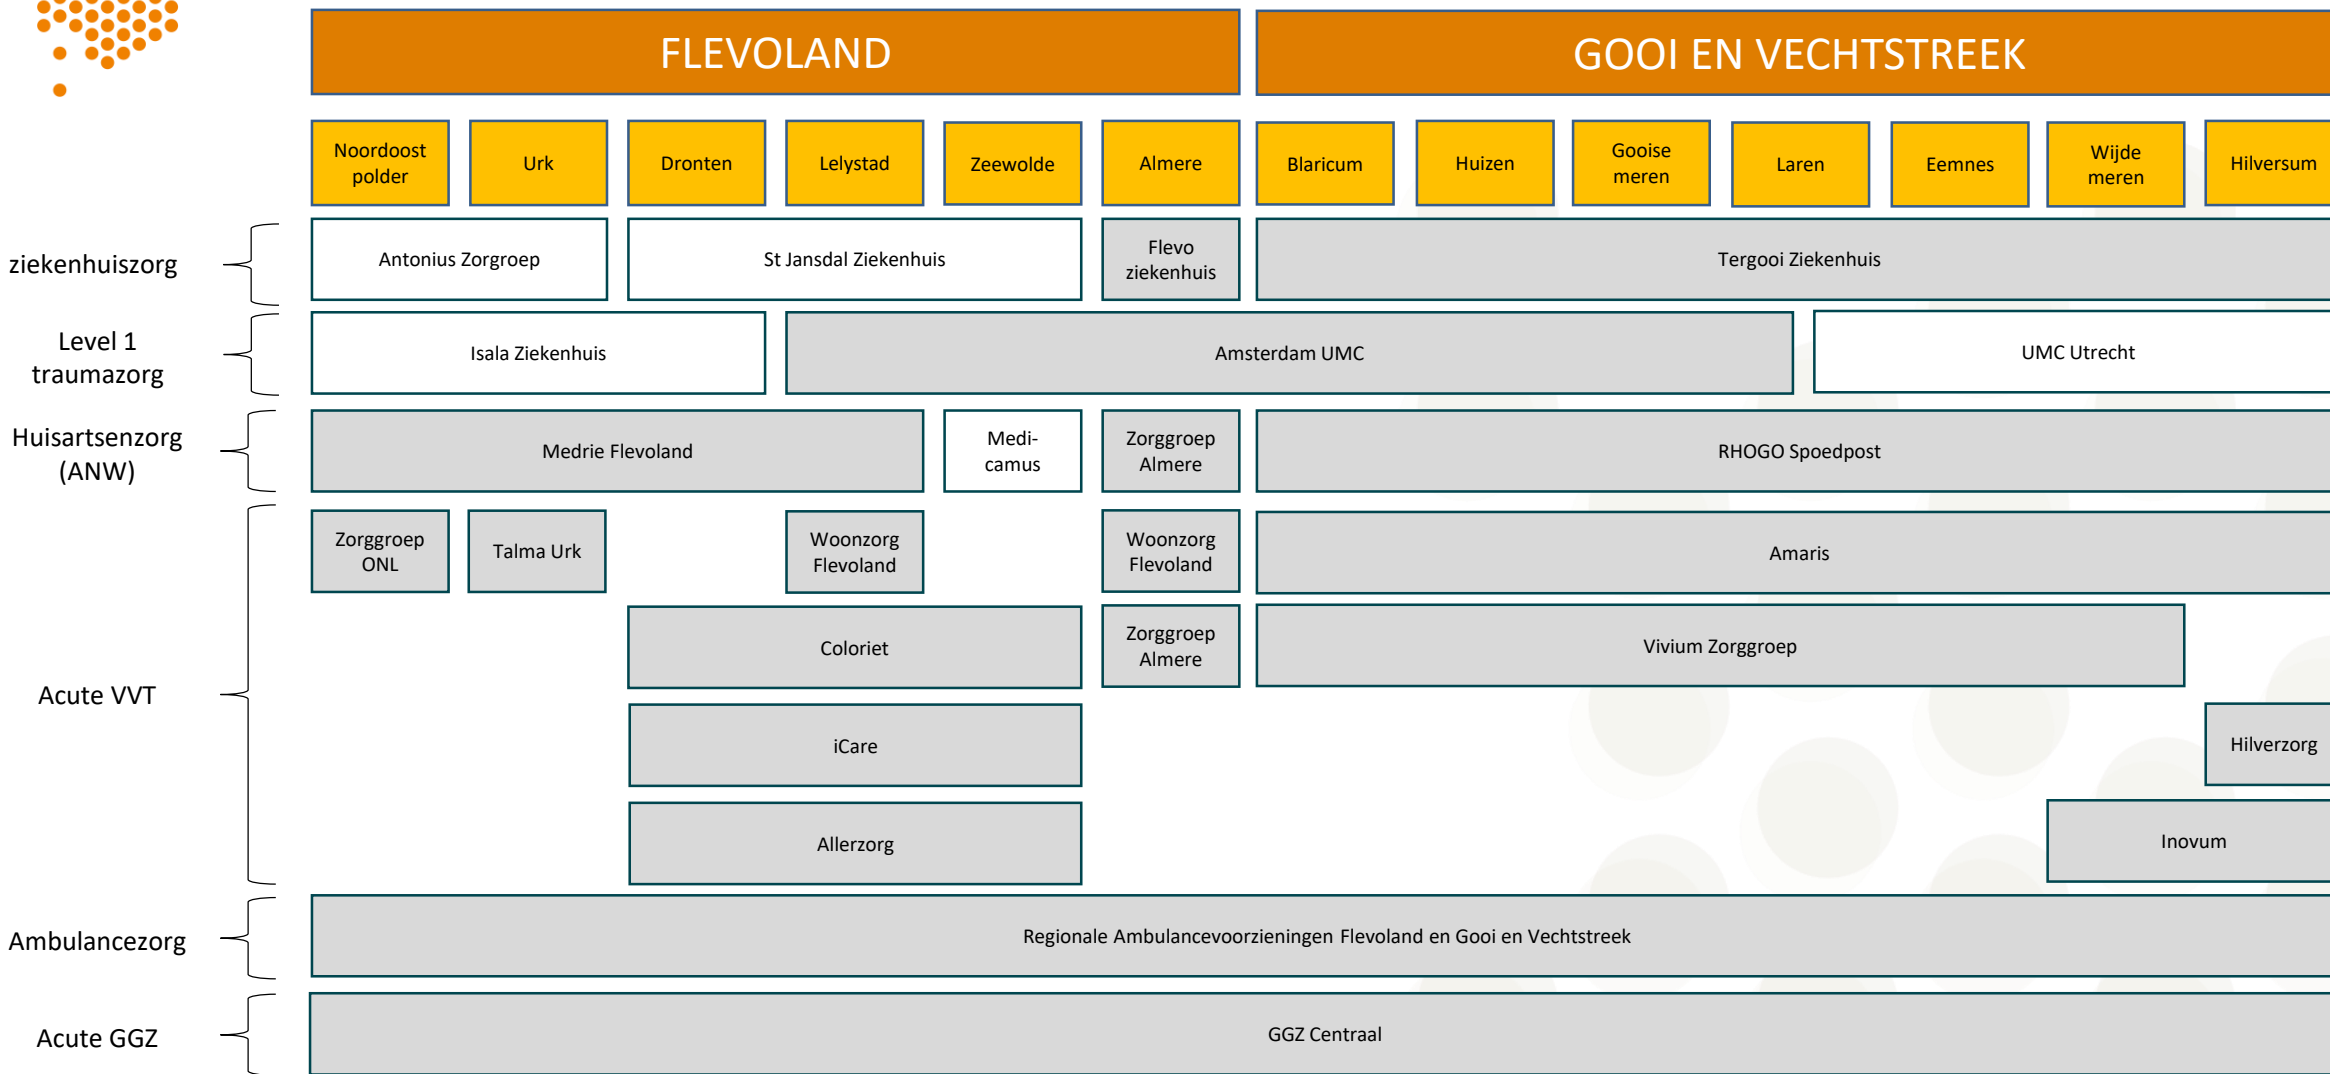 FLEVOLAND
GOOI EN VECHTSTREEK
Noordoost
polder
Urk
Dronten
Lelystad
Zeewolde
Almere
Blaricum
Huizen
Gooise
meren
Laren
Eemnes
Wijde
meren
Hilversum
ziekenhuiszorg
Antonius Zorgroep
St Jansdal Ziekenhuis
Flevo
ziekenhuis
Tergooi Ziekenhuis
Level 1
traumazorg
Isala Ziekenhuis
Amsterdam UMC
UMC Utrecht
Huisartsenzorg
(ANW)
Medrie Flevoland
Medi-
camus
Zorggroep
Almere
RHOGO Spoedpost
Acute VVT
Zorggroep
ONL
Talma Urk
Woonzorg
Flevoland
Woonzorg
Flevoland
Amaris
Coloriet
Zorggroep
Almere
Vivium Zorggroep
iCare
Hilverzorg
Allerzorg
Inovum
Ambulancezorg
Regionale Ambulancevoorzieningen Flevoland en Gooi en Vechtstreek
Acute GGZ
GGZ Centraal